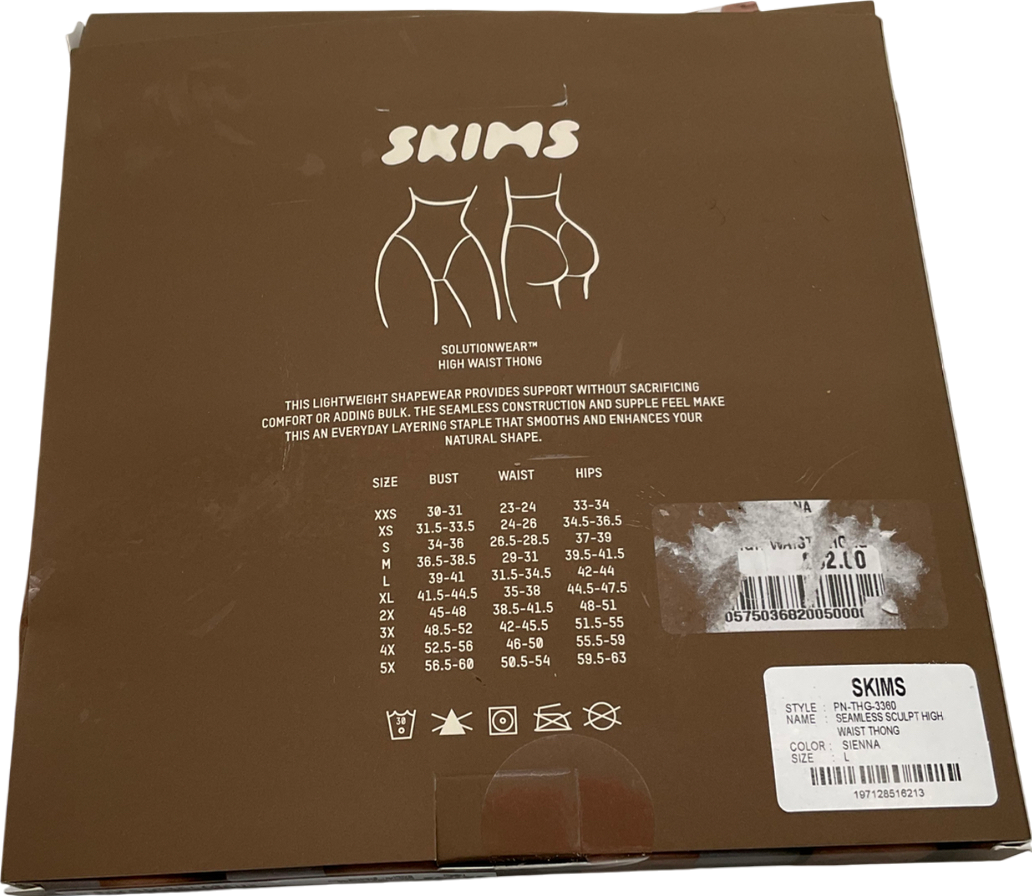 SKIMS
SOLUTIONWEAR™
HIGH WAIST THONG
THIS LIGHTWEIGHT SHAPEWEAR PROVIDES SUPPORT WITHOUT SACRIFICING
COMFORT OR ADDING BULK. THE SEAMLESS CONSTRUCTION AND SUPPLE FEEL MAKE
THIS AN EVERYDAY LAYERING STAPLE THAT SMOOTHS AND ENHANCES YOUR
NATURAL SHAPE.
SIZE BUST WAIST HIPS
XXS 30-31 23-24 33-34
XS 31.5-33.5 24-26 34.5-36.5
S 34-36 26.5-28.5 37-39
M 36.5-38.5 29-31 39.5-41.5
L 39-41 31.5-34.5 42-44
XL 41.5-44.5 35-38 44.5-47.5
2X 45-48 38.5-41.5 48-51
3X 48.5-52 42-45.5 51.5-55
4X 52.5-56 46-50 55.5-59
5X 56.5-60 50.5-54 59.5-63
30
WAIST
SKIMS
STYLE : PN-THG-3360
NAME : SEAMLESS SCULPT HIGH
WAIST THONG
COLOR : SIENNA
SIZE : L
197128516213